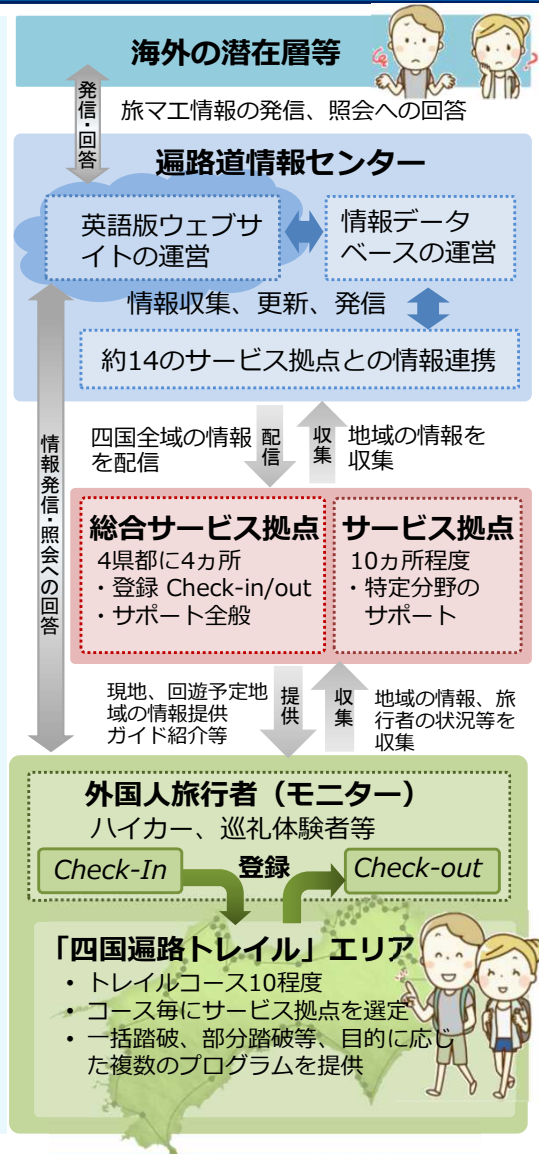 海外の潜在層等
発信・回答
旅マエ情報の発信、照会への回答
遍路道情報センター
英語版ウェブサ
イトの運営
情報データ
ベースの運営
情報収集、更新、発信
約14のサービス拠点との情報連携
情報発信・照会への回答
四国全域の情報
を配信
配信
収集
地域の情報を
収集
総合サービス拠点
4県都に4ヵ所
・登録 Check-in/out
・サポート全般
サービス拠点
10ヵ所程度
・特定分野の
サポート
現地、回遊予定地
域の情報提供
ガイド紹介等
提供
収集
地域の情報、旅
行者の状況等を
収集
外国人旅行者（モニター）
ハイカー、巡礼体験者等
Check-In
登録
Check-out
「四国遍路トレイル」エリア
• トレイルコース10程度
• コース毎にサービス拠点を選定
• 一括踏破、部分踏破等、目的に応じ
た複数のプログラムを提供